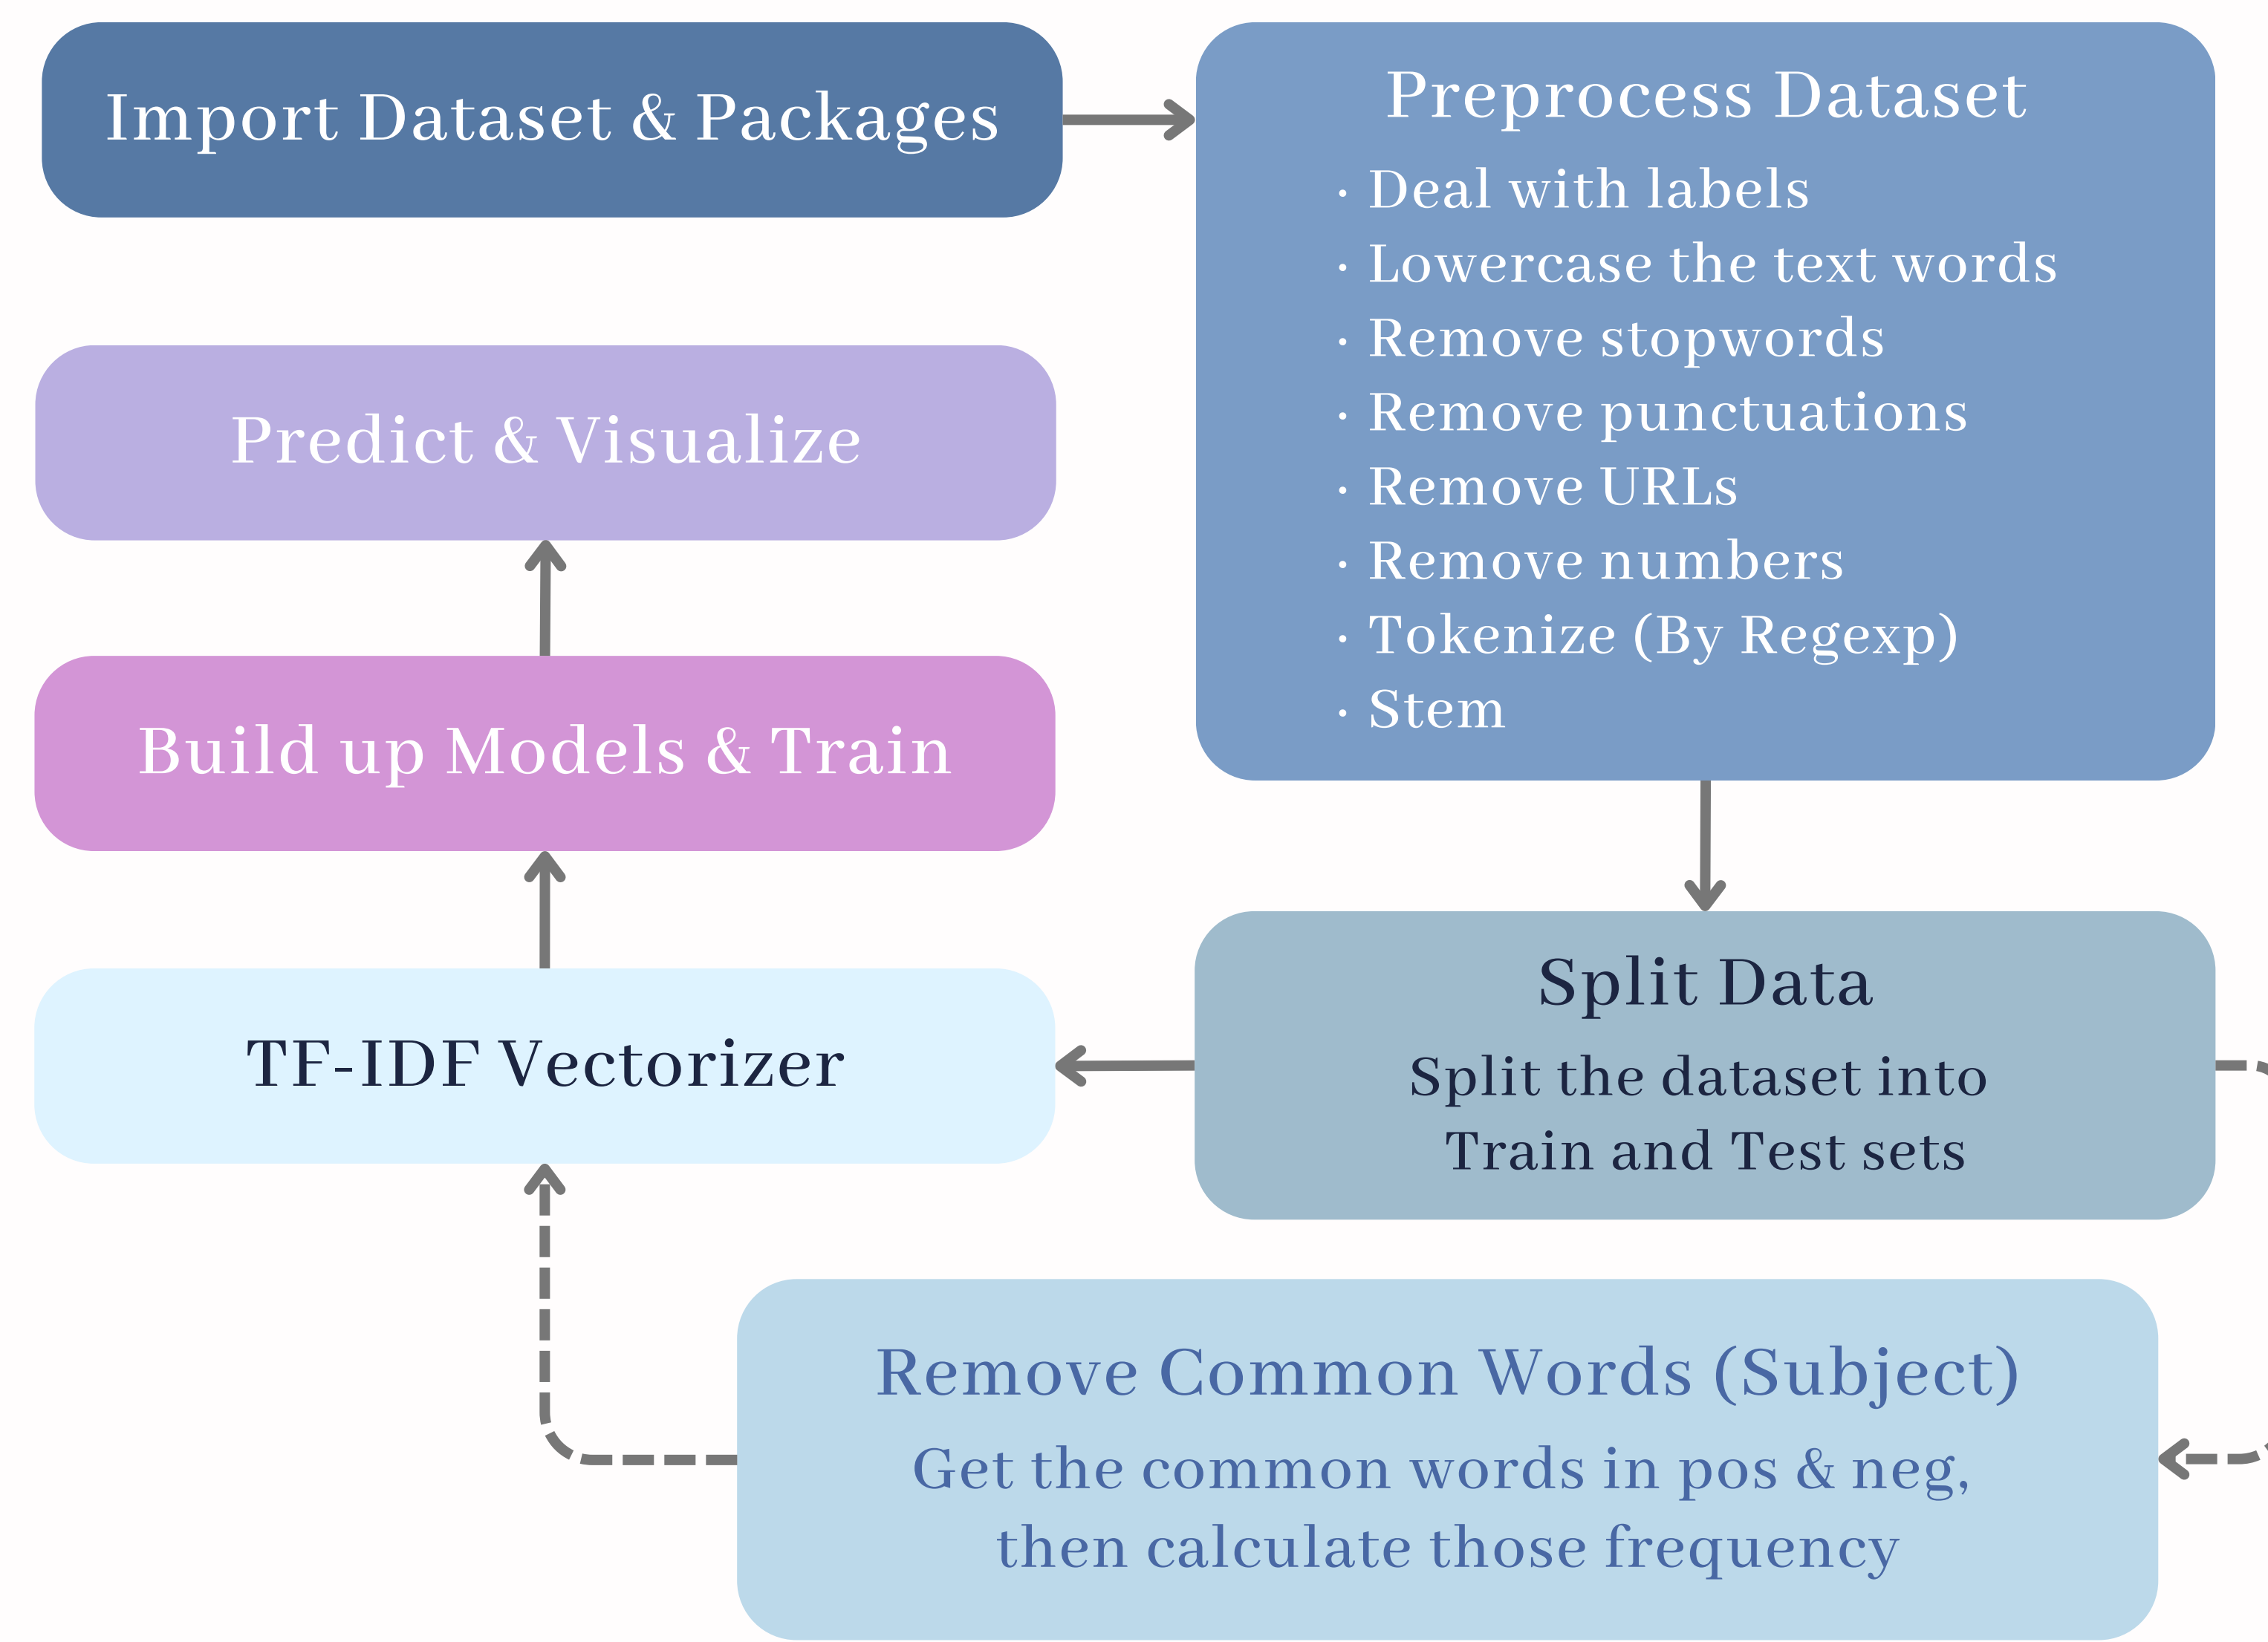 Import Dataset & Packages
Preprocess Dataset
· Deal with labels
· Lowercase the text words
· Remove stopwords
· Remove punctuations
· Remove URLs
· Remove numbers
· Tokenize (By Regexp)
· Stem
Split Data
Split the dataset into
Train and Test sets
Remove Common Words (Subject)
Get the common words in pos & neg,
then calculate those frequency
TF-IDF Vectorizer
Build up Models & Train
Predict & Visualize